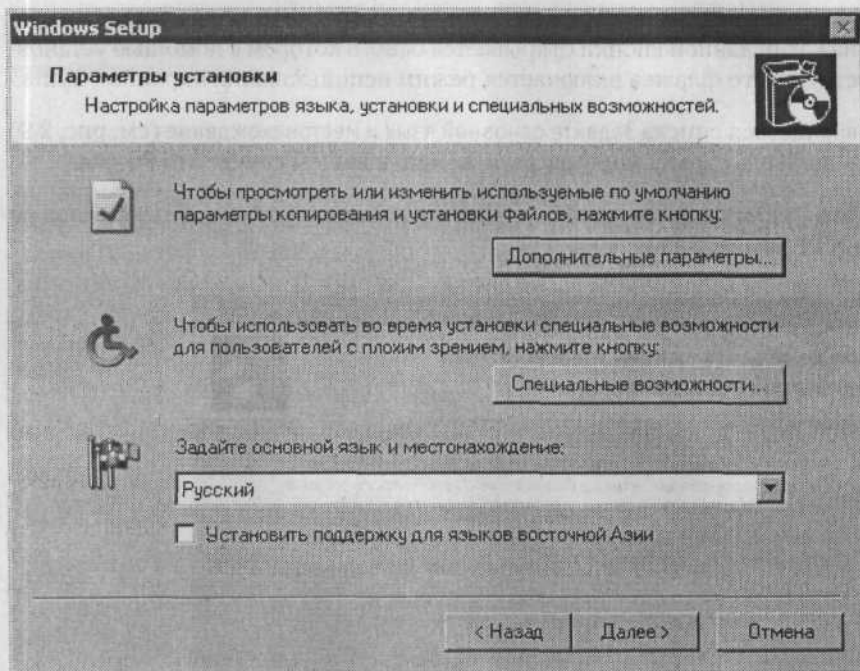 Windows Setup
Параметры установки
Настройка параметров языка, установки и специальных возможностей.
Чтобы просмотреть или изменить используемые по умолчанию
параметры копирования и установки файлов, нажмите кнопку:
Дополнительные параметры...
Чтобы использовать во время установки специальные возможности
для пользователей с плохим зрением, нажмите кнопку:
Специальные возможности...
Задайте основной язык и местонахождение:
Русский
Установить поддержку для языков восточной Азии
< Назад
Далее >
Отмена